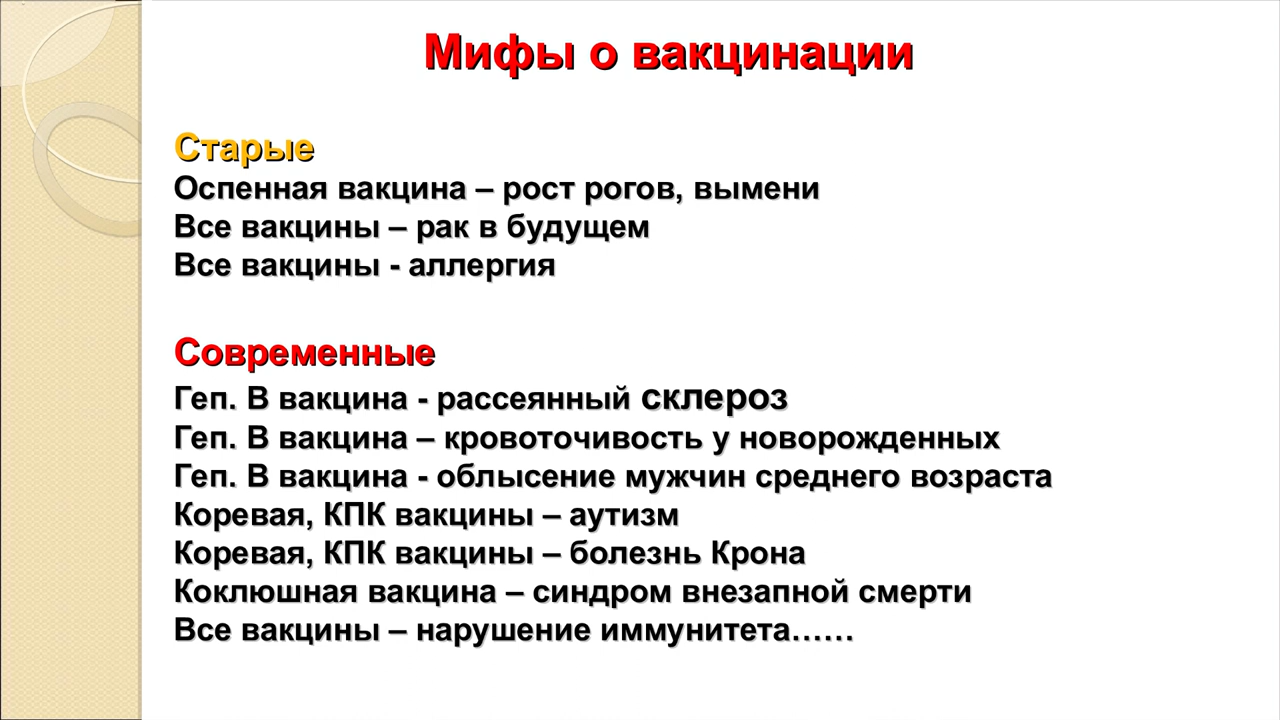 Мифы о вакцинации
Старые
Оспенная вакцина – рост рогов, вымени
Все вакцины – рак в будущем
Все вакцины - аллергия
Современные
Геп. В вакцина - рассеянный склероз
Геп. В вакцина – кровоточивость у новорожденных
Геп. В вакцина - облысение мужчин среднего возраста
Коревая, КПК вакцины – аутизм
Коревая, КПК вакцины – болезнь Крона
Коклюшная вакцина – синдром внезапной смерти
Все вакцины – нарушение иммунитета……